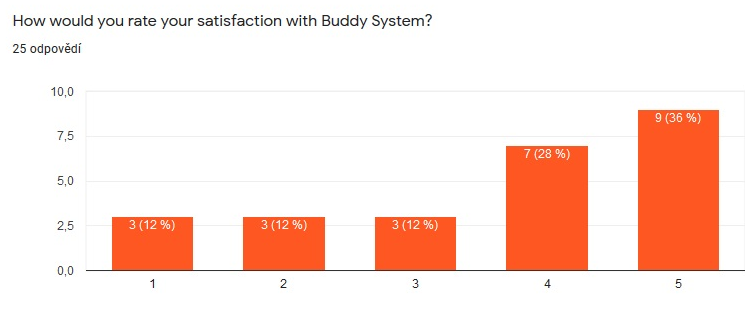 How would you rate your satisfaction with Buddy System?
25 odpovědí
10,0
7,5
5,0
2,5
0,0
3 (12 %) 3 (12 %) 3 (12 %) 7 (28 %) 9 (36 %)
1 2 3 4 5